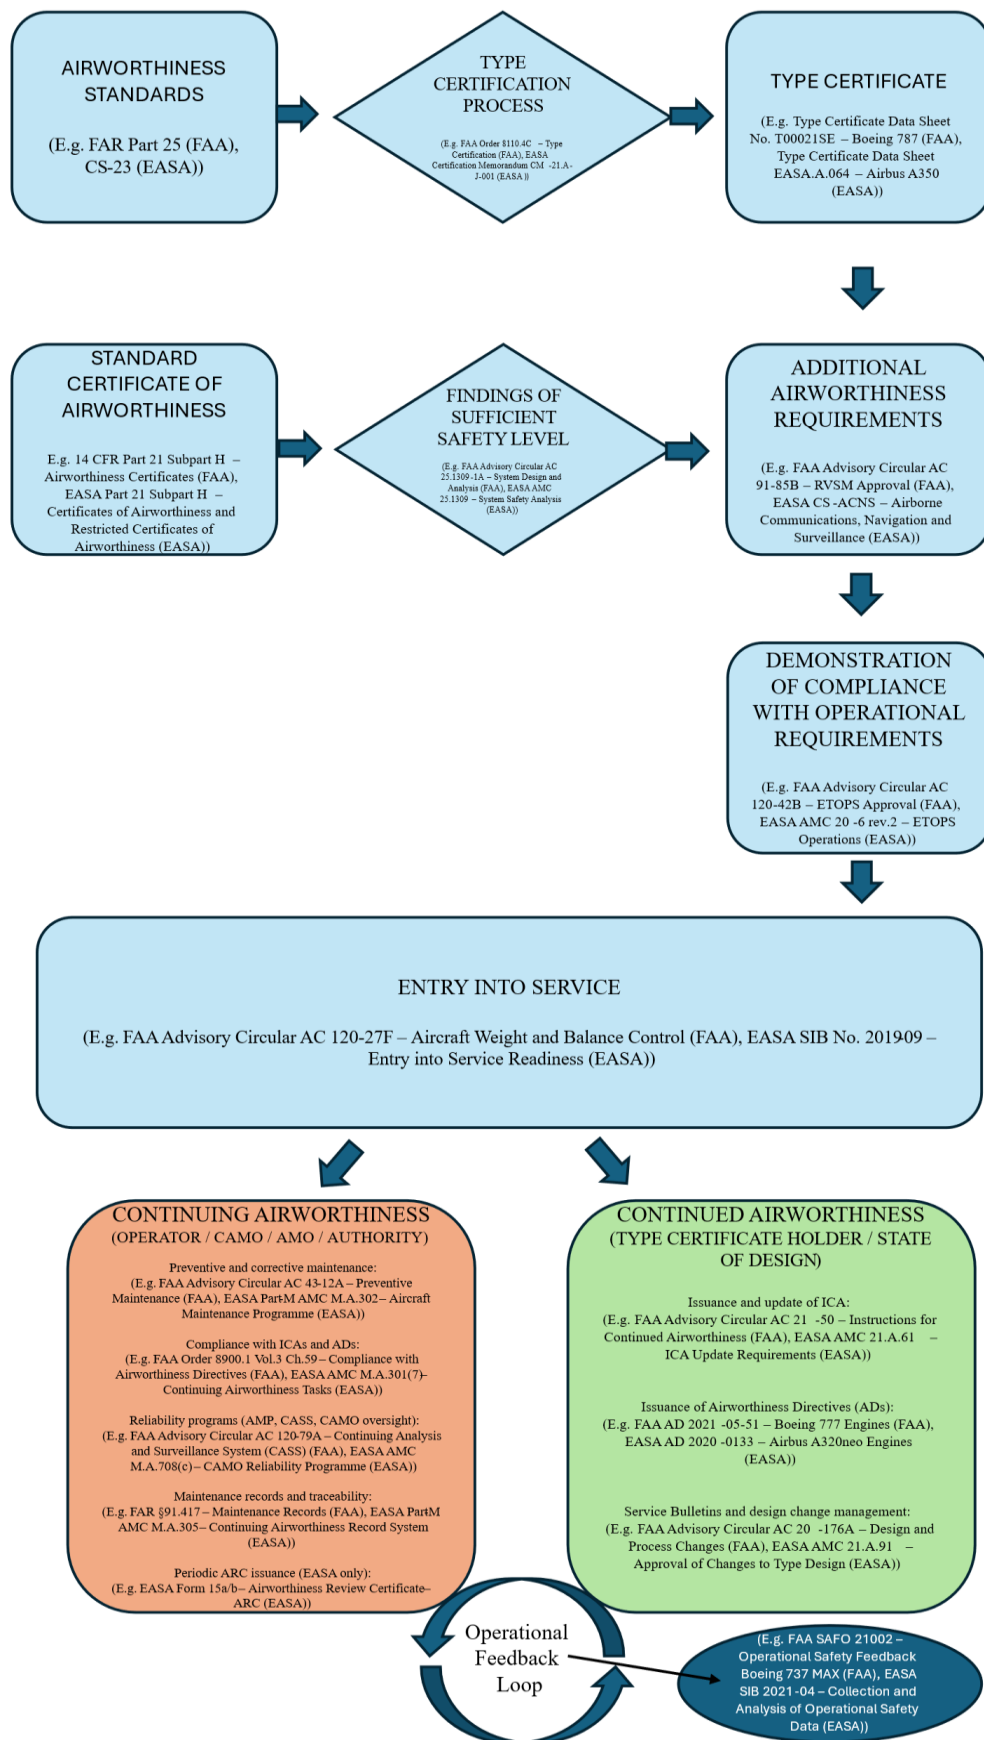 AIRWORTHINESS
STANDARDS
(E.g. FAR Part 25 (FAA),
CS-23 (EASA))
TYPE
CERTIFICATION
PROCESS
(E.g. FAA Order 8110.4C – Type
Certification (FAA), EASA
Certification Memorandum CM -21.A-
J-001 (EASA ))
TYPE CERTIFICATE
(E.g. Type Certificate Data Sheet
No. T00021SE – Boeing 787 (FAA),
Type Certificate Data Sheet
EASA.A.064 – Airbus A350
(EASA))
STANDARD
CERTIFICATE OF
AIRWORTHINESS
E.g. 14 CFR Part 21 Subpart H –
Airworthiness Certificates (FAA),
EASA Part 21 Subpart H –
Certificates of Airworthiness and
Restricted Certificates of
Airworthiness (EASA))
FINDINGS OF
SUFFICIENT
SAFETY LEVEL
(E.g. FAA Advisory Circular AC
25.1309-1A – System Design and
Analysis (FAA), EASA AMC
25.1309 – System Safety Analysis
(EASA))
ADDITIONAL
AIRWORTHINESS
REQUIREMENTS
(E.g. FAA Advisory Circular AC
91-85B – RVSM Approval (FAA),
EASA CS -ACNS – Airborne
Communications, Navigation and
Surveillance (EASA))
DEMONSTRATION
OF COMPLIANCE
WITH OPERATIONAL
REQUIREMENTS
(E.g. FAA Advisory Circular AC
120-42B – ETOPS Approval (FAA),
EASA AMC 20 -6 rev.2 – ETOPS
Operations (EASA))
ENTRY INTO SERVICE
(E.g. FAA Advisory Circular AC 120-27F – Aircraft Weight and Balance Control (FAA), EASA SIB No. 201909 –
Entry into Service Readiness (EASA))
CONTINUING AIRWORTHINESS
(OPERATOR / CAMO / AMO / AUTHORITY)
Preventive and corrective maintenance:
(E.g. FAA Advisory Circular AC 43-12A – Preventive
Maintenance (FAA), EASA Part-M AMC M.A.302 – Aircraft
Maintenance Programme (EASA))
Compliance with ICAs and ADs:
(E.g. FAA Order 8900.1 Vol.3 Ch.59 – Compliance with
Airworthiness Directives (FAA), EASA AMC M.A.301(7)–
Continuing Airworthiness Tasks (EASA))
Reliability programs (AMP, CASS, CAMO oversight):
(E.g. FAA Advisory Circular AC 120-79A – Continuing Analysis
and Surveillance System (CASS) (FAA), EASA AMC
M.A.708(c) – CAMO Reliability Programme (EASA))
Maintenance records and traceability:
(E.g. FAR §91.417 – Maintenance Records (FAA), EASA Part-M
AMC M.A.305 – Continuing Airworthiness Record System
(EASA))
Periodic ARC issuance (EASA only):
(E.g. EASA Form 15a/b – Airworthiness Review Certificate–
ARC (EASA))
CONTINUED AIRWORTHINESS
(TYPE CERTIFICATE HOLDER / STATE
OF DESIGN)
Issuance and update of ICA:
(E.g. FAA Advisory Circular AC 21 -50 – Instructions for
Continued Airworthiness (FAA), EASA AMC 21.A.61 –
ICA Update Requirements (EASA))
Issuance of Airworthiness Directives (ADs):
(E.g. FAA AD 2021 -05-51 – Boeing 777 Engines (FAA),
EASA AD 2020 -0133 – Airbus A320neo Engines
(EASA))
Service Bulletins and design change management:
(E.g. FAA Advisory Circular AC 20 -176A – Design and
Process Changes (FAA), EASA AMC 21.A.91 –
Approval of Changes to Type Design (EASA))
Operational
Feedback
Loop
(E.g. FAA SAFO 21002 –
Operational Safety Feedback
Boeing 737 MAX (FAA), EASA
SIB 2021-04 – Collection and
Analysis of Operational Safety
Data (EASA))